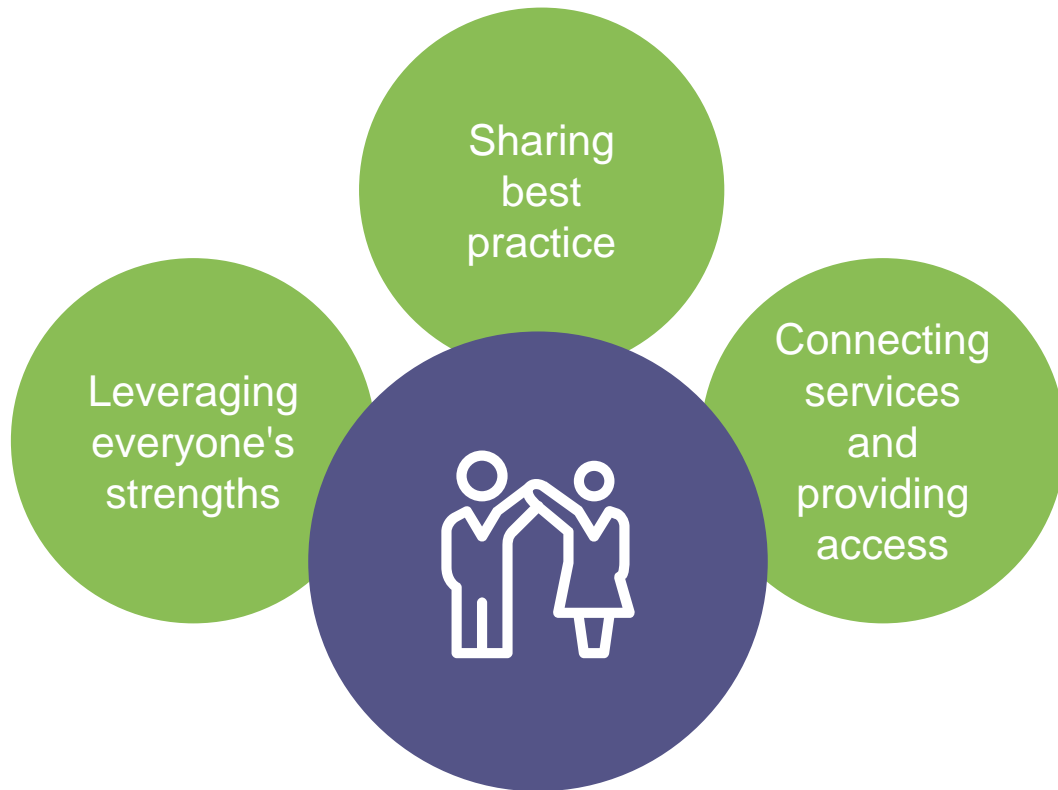 Sharing
best
practice
Leveraging
everyone's
strengths
Connecting
services
and
providing
access